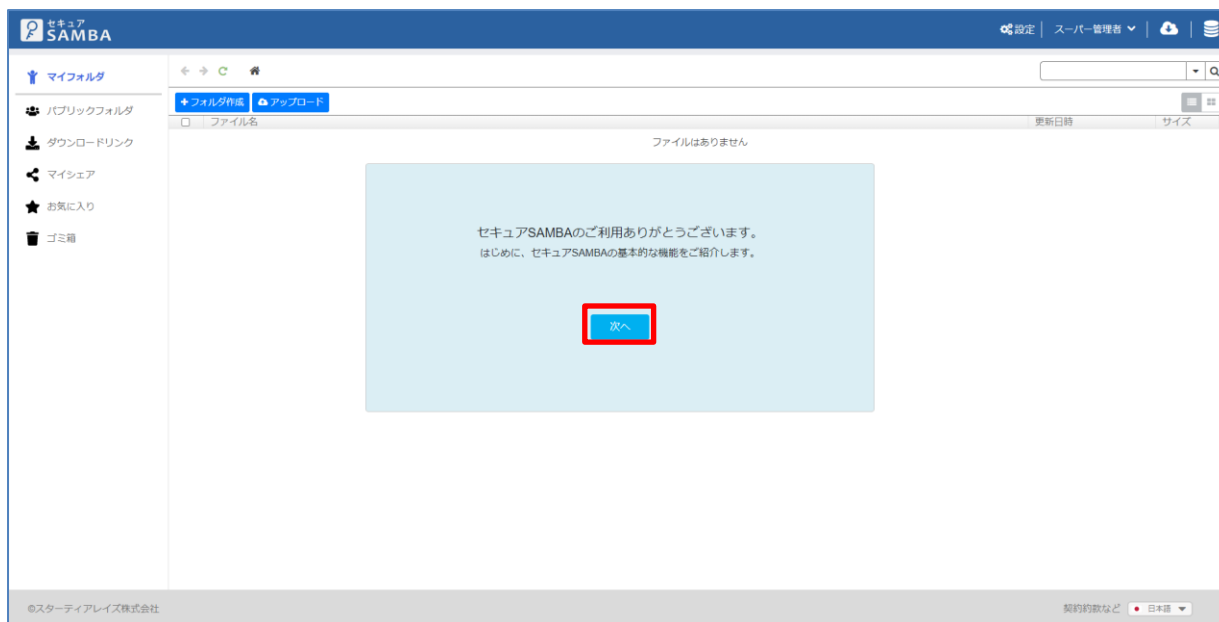 セキュア
SAMBA
設定
スーパー管理者
マイフォルダ
パブリックフォルダ
ダウンロードリンク
マイシェア
お気に入り
ゴミ箱
+フォルダ作成
アップロード
ファイル名
更新日時
サイズ
ファイルはありません
セキュアSAMBAのご利用ありがとうございます。
はじめに、セキュアSAMBAの基本的な機能をご紹介します。
次へ
©スターティアレイズ株式会社
契約約款など
日本語